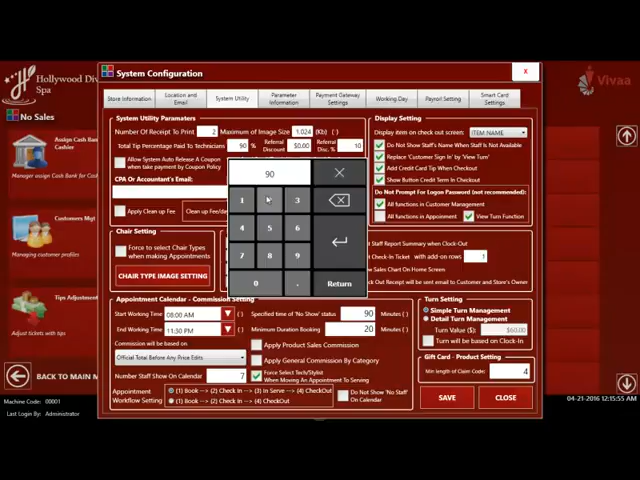 Hollywood Di
Spa
Vivaa
No Sales
Assign Cash Bank
Cashier
Manage assign Cash Bank for
Customers Mgt
Managing customer profiles
Tips Adjustmen
Adjust tickets with tips
BACK TO MAIN M
Machine Code: 00001
Last Login By: Administrator
04-21-2016 12:15:55 AM
System Configuration
X
Store Information
Location and Email
System Utility
Parameter Information
Payment Gateway Settings
Working Day
Payroll Setting
Smart Card Settings
System Utility Paramaters
Number Of Receipt To Print 2 Maximum of Image Size 1.024 (Kb) ( )
Total Tip Percentage Paid To Technicians 90 % Referral Discount $0.00 Referral Disc. % 10
Allow System Auto Release A Coupon
when take payment by Coupon Policy
CPA or Accountant's Email:
Apply Clean up Fee
Clean up Fee/da
Chair Setting
Force to select Chair Types
when making Appointments
CHAIR TYPE IMAGE SETTING
90
1 3
4 5 6
7 8 9
0 . Return
Display Setting
Display item on check out screen: ITEM NAME
Do Not Show Staff's Name When Staff Is Not Available
Replace "Customer Sign In" by "View Turn"
Add Credit Card Tip When Checkout
Show Button Credit Term in Checkout
Do Not Prompt For Logon Password (not recommended):
All functions in Customer Management
All functions in Appointment
View Turn Function
Staff Report Summary when Clock-Out
Check-In Ticket with add-on rows 1
Sales Chart On Home Screen
Out Receipt will sent email to Customer and Store's Owner
Appointment Calendar - Commission Setting
Start Working Time 08:00 AM ( ) Specified time of "No Show" status 90 Minutes ( )
End Working Time 11:30 PM ( ) Minimum Duration Booking 20 Minutes ( )
Commission will be based on:
Official Total Before Any Price Edits
Apply Product Sales Commission
Apply General Commission By Category
Number Staff Show On Calendar 7
Force Select Tech/Stylist
When Moving An Appointment To Serving
Appointment Workflow Setting
(1) Book --> (2) Check In --> (3) In Serve --> (4) CheckOut
(1) Book --> (2) Check In --> (4) CheckOut
Do Not Show "No Staff" On Calendar
Turn Setting
Simple Turn Management
Detail Turn Management
Turn Value ($): $60.00
Turn will be based on Clock-In
Gift Card - Product Setting
Min length of Claim Code: 4
SAVE
CLOSE